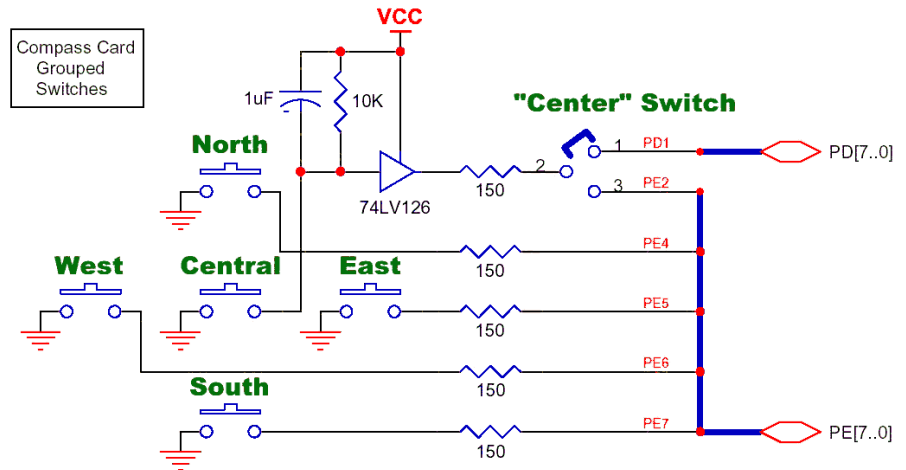 VCC
Compass Card
Grouped
Switches
1uF
-
10K
"Center" Switch
North
1
PD1
PD[7..0]
2
150
74LV126
3
PE2
PE4
150
West
Central
East
PE5
150
PE6
150
South
PE7
150
PE[7..0]